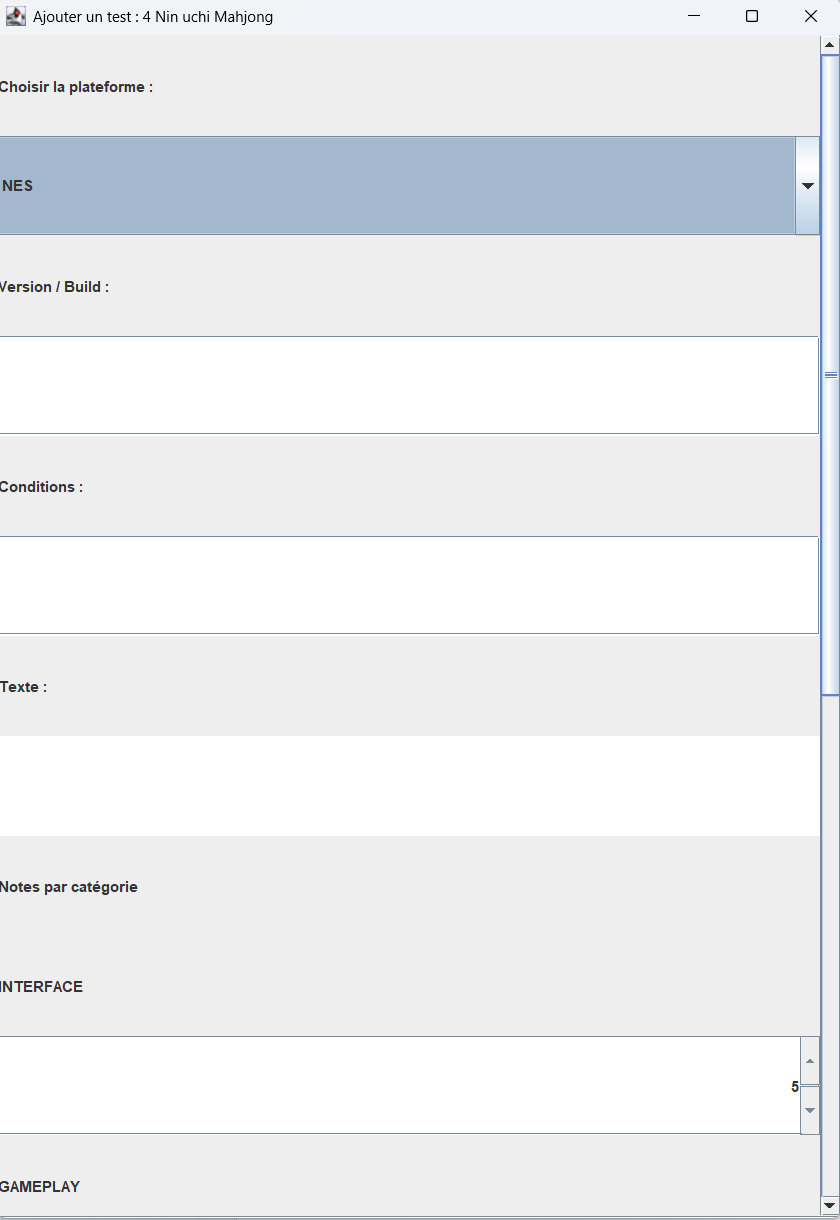 Ajouter un test : 4 Nin uchi Mahjong
Choisir la plateforme :
NES
Version / Build :
Conditions :
Texte :
Notes par catégorie
INTERFACE
5
GAMEPLAY